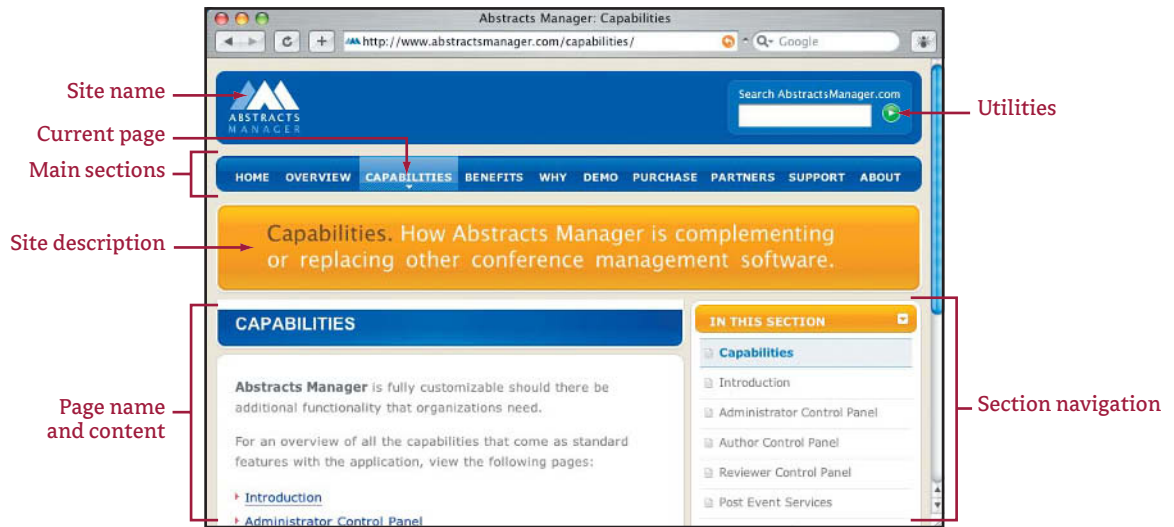 Abstracts Manager: Capabilities
http://www.abstractsmanager.com/capabilities/
Google
Site name
ABSTRACTS
MANAGER
Search AbstractsManager.com
Utilities
Current page
Main sections
HOME OVERVIEW CAPABILITIES BENEFITS WHY DEMO PURCHASE PARTNERS SUPPORT ABOUT
Site description
Capabilities. How Abstracts Manager is complementing
or replacing other conference management software.
CAPABILITIES
Abstracts Manager is fully customizable should there be
additional functionality that organizations need.
For an overview of all the capabilities that come as standard
features with the application, view the following pages:
Introduction
Administrator Control Panel
Page name
and content
IN THIS SECTION
Capabilities
Introduction
Administrator Control Panel
Author Control Panel
Reviewer Control Panel
Post Event Services
Section navigation